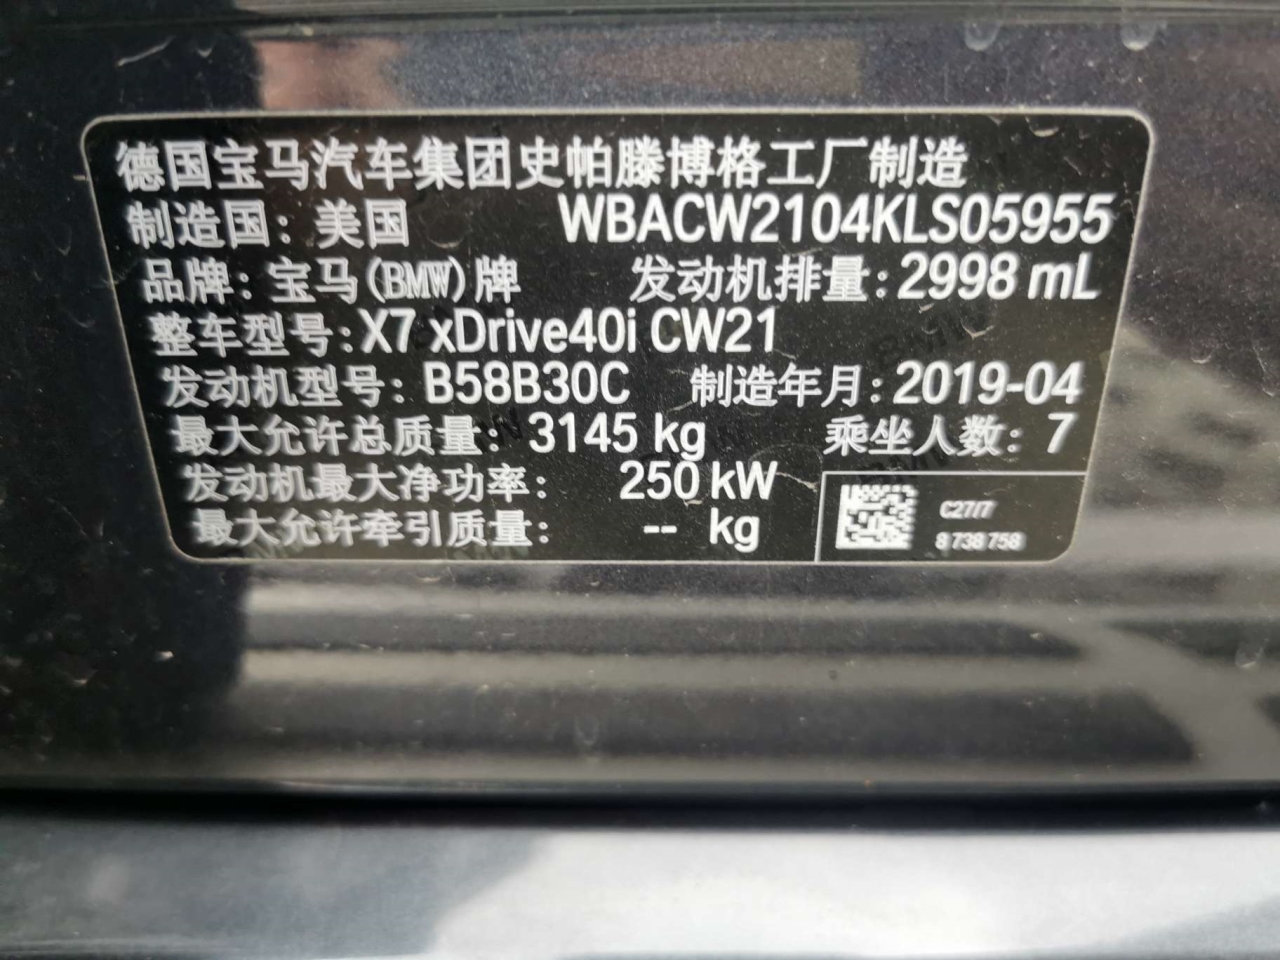 德国宝马汽车集团史帕滕博格工厂制造
制造国：美国 WBACW2104KLS05955
品牌：宝马(BMW)牌 发动机排量：2998 mL
整车型号：X7 xDrive40i CW21
发动机型号：B58B30C 制造年月：2019-04
最大允许总质量：3145 kg 乘坐人数：7
发动机最大净功率：250 kW
最大允许牵引质量：-- kg
C27/7
8 738 758